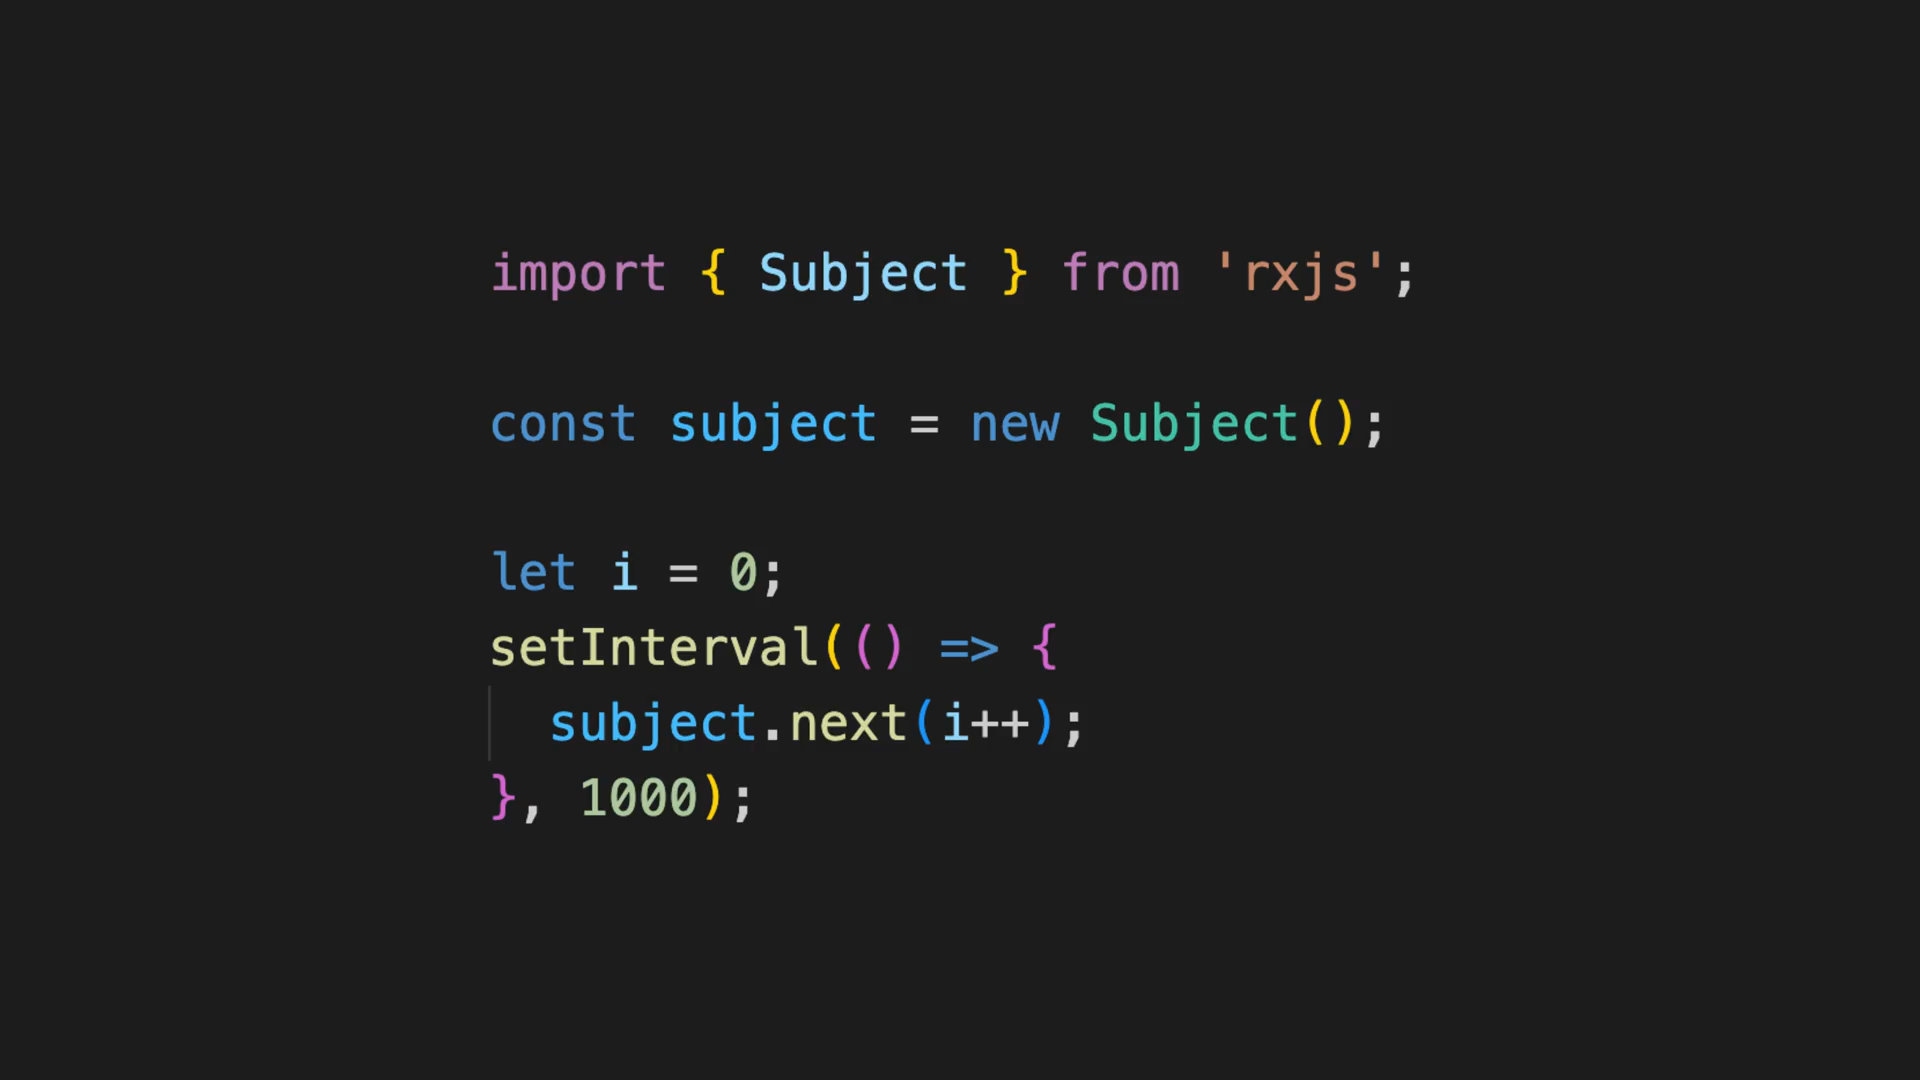 import { Subject } from 'rxjs';
const subject = new Subject();
let i = 0;
setInterval(() => {
  subject.next(i++);
}, 1000);